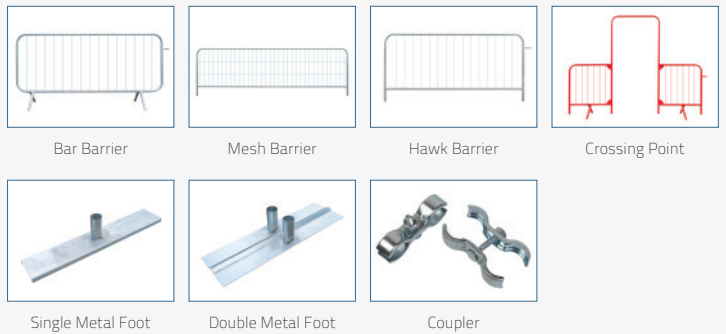 Bar Barrier
Mesh Barrier
Hawk Barrier
Crossing Point
Single Metal Foot
Double Metal Foot
Coupler